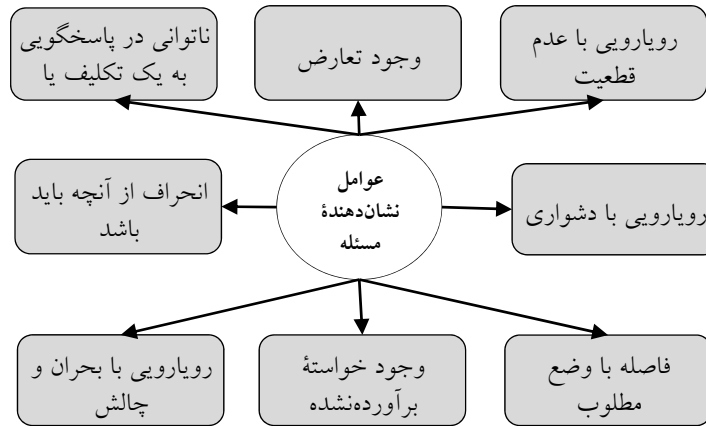 رویارویی با عدم
قطعیت
وجود تعارض
ناتوانی در پاسخگویی
به یک تکلیف یا
عوامل
نشان‌دهندهٔ
مسئله
رویارویی با دشواری
انحراف از آنچه باید
باشد
فاصله با وضع
مطلوب
وجود خواستهٔ
برآورده‌نشده
رویارویی با بحران و
چالش